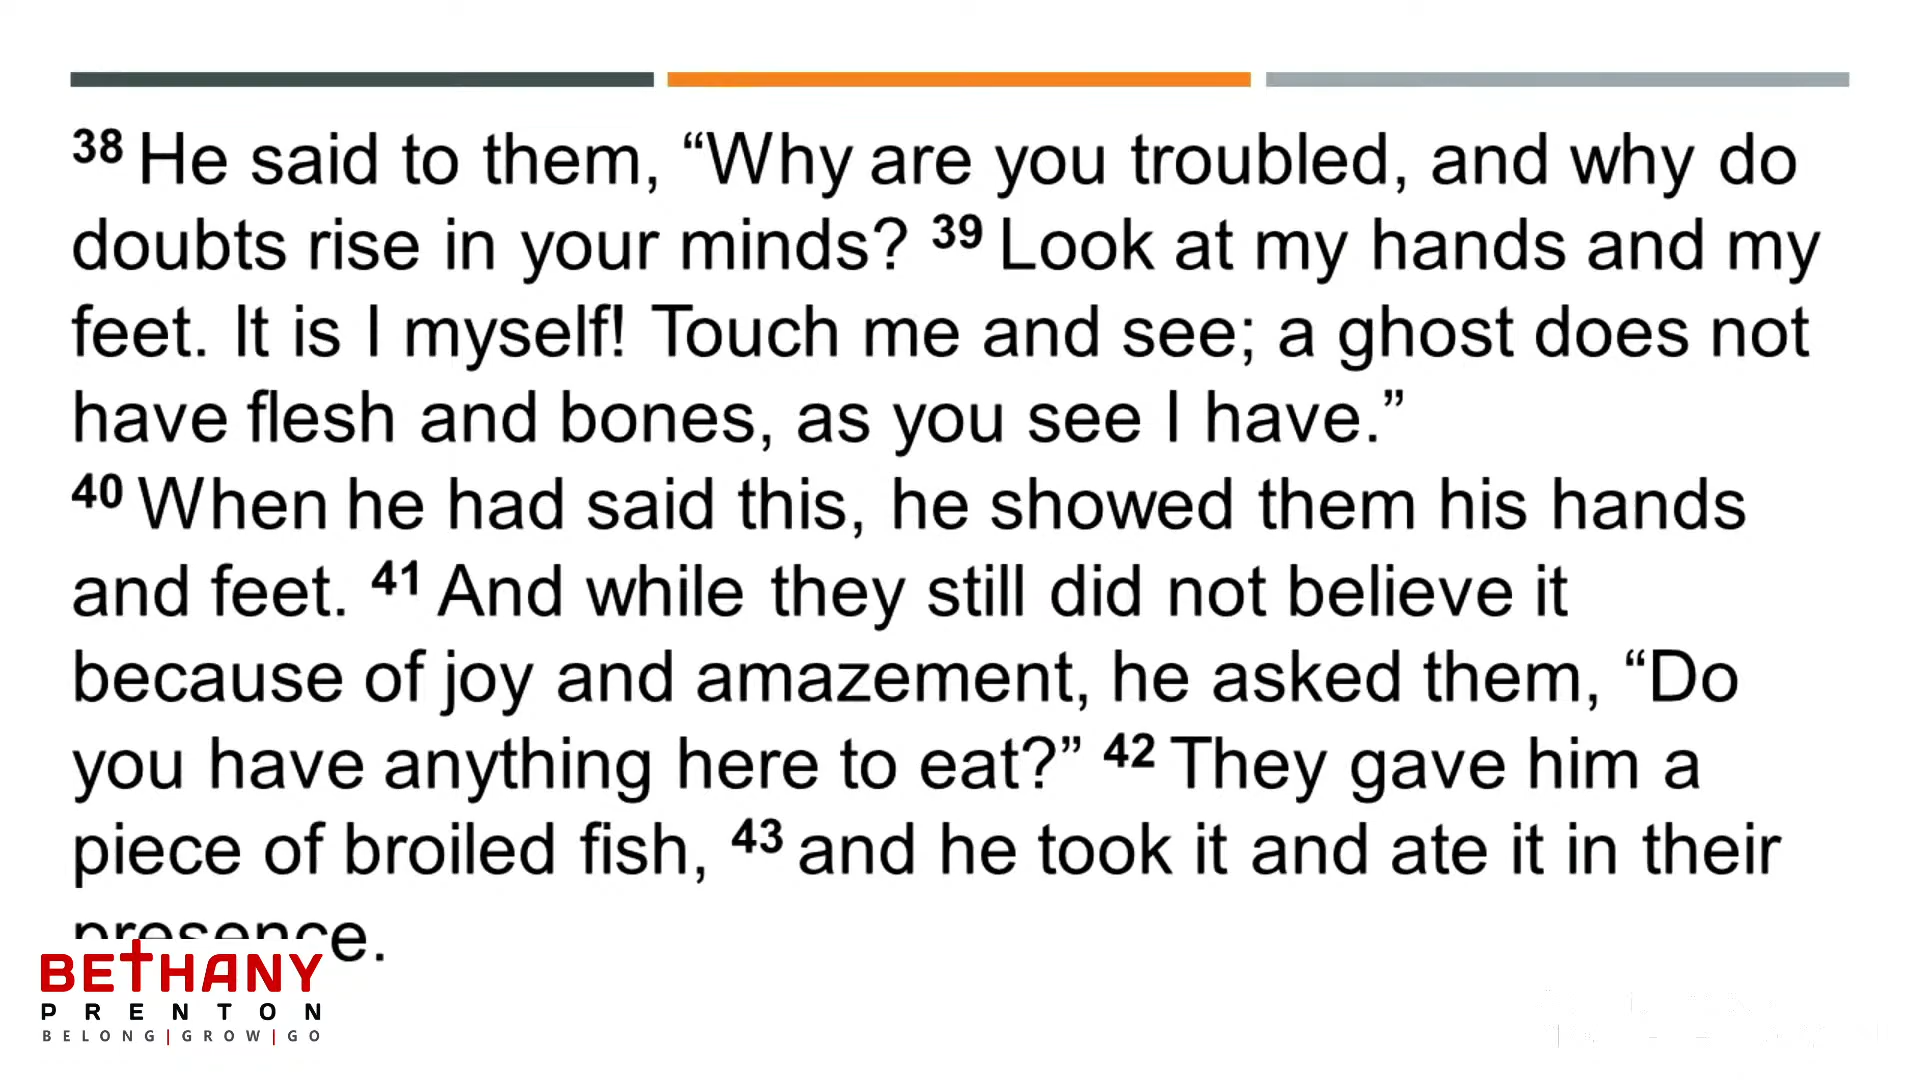 38 He said to them, “Why are you troubled, and why do
doubts rise in your minds? 39 Look at my hands and my
feet. It is I myself! Touch me and see; a ghost does not
have flesh and bones, as you see I have.”
40 When he had said this, he showed them his hands
and feet. 41 And while they still did not believe it
because of joy and amazement, he asked them, “Do
you have anything here to eat?” 42 They gave him a
piece of broiled fish, 43 and he took it and ate it in their
presence.
BETHANY
PRENTON
BELONG|GROW|GO